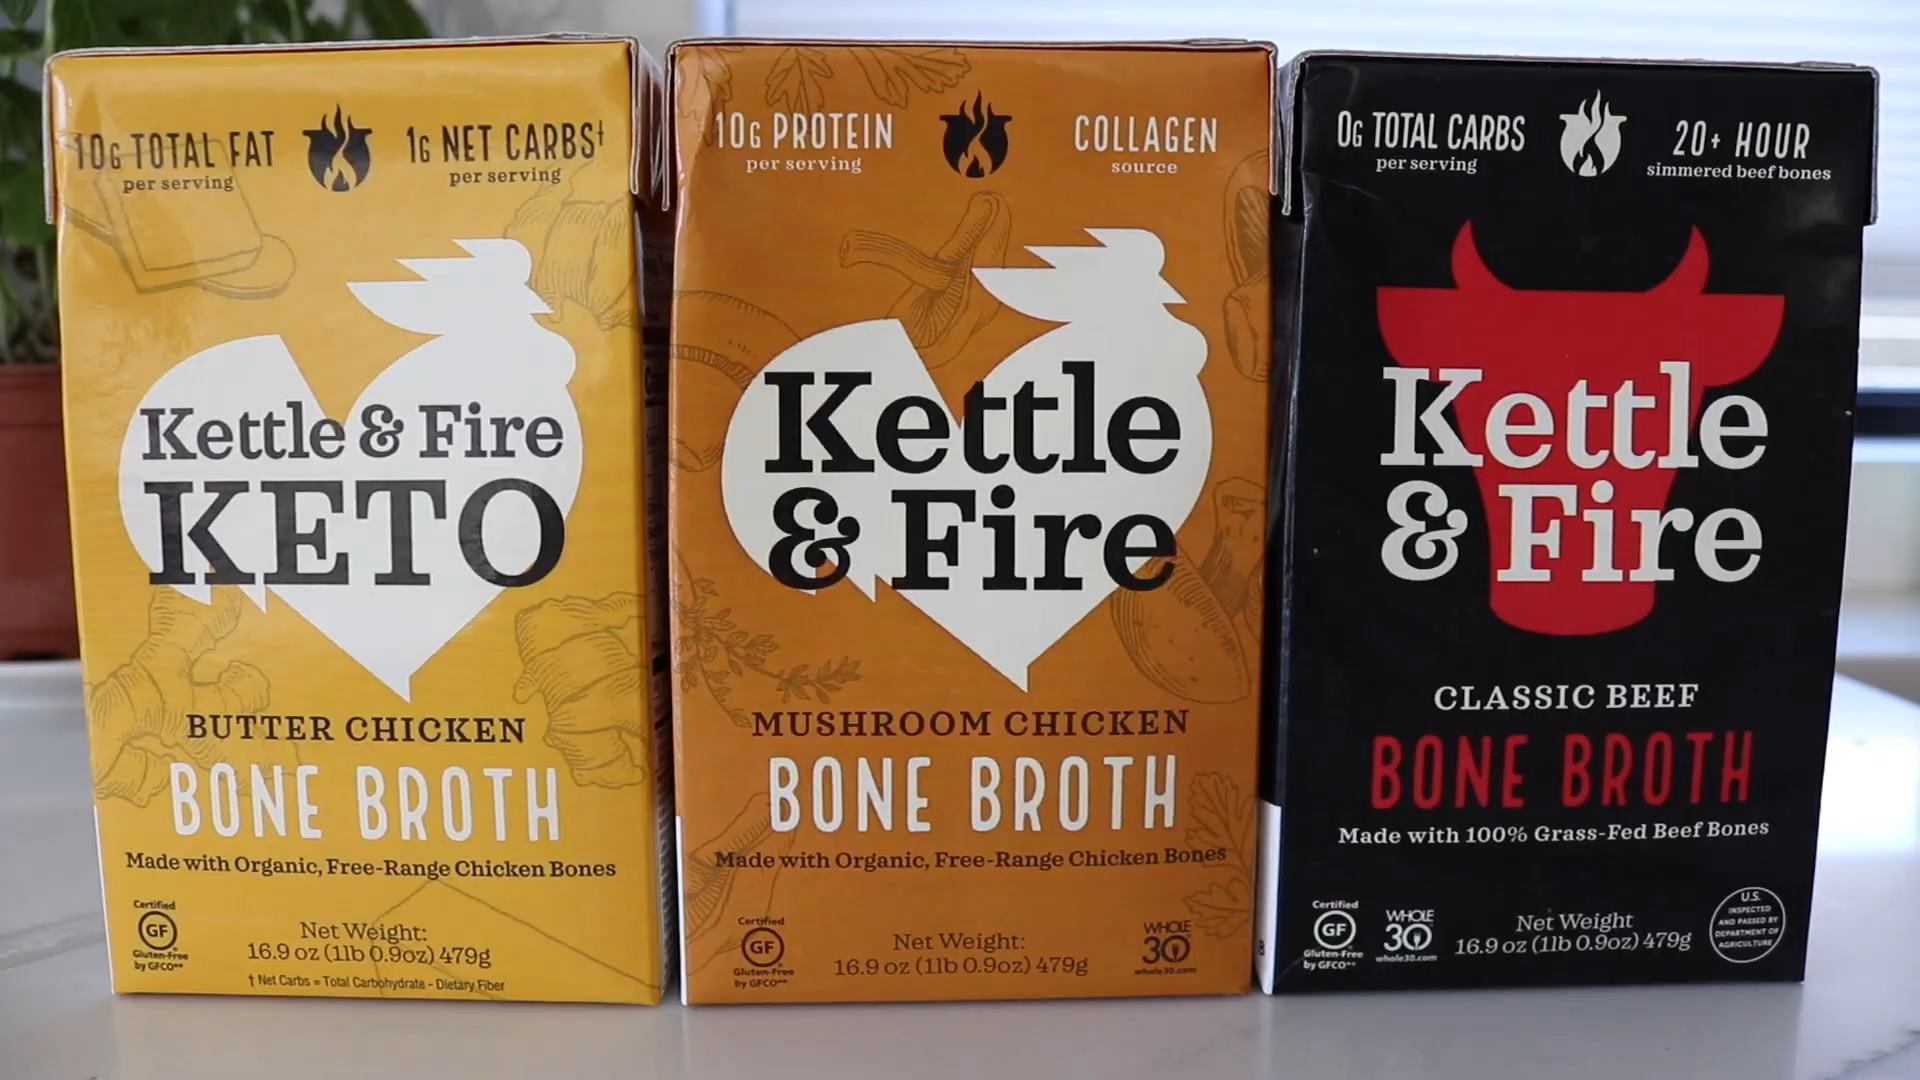 10G TOTAL FAT
per serving
1G NET CARBS†
per serving
Kettle & Fire
KETO
BUTTER CHICKEN
BONE BROTH
Made with Organic, Free-Range Chicken Bones
Certified
GF
Gluten-Free
by GFCO
Net Weight:
16.9 oz (1lb 0.9oz) 479g
† Net Carbs = Total Carbohydrate - Dietary Fiber
10G PROTEIN
per serving
COLLAGEN
source
Kettle
& Fire
MUSHROOM CHICKEN
BONE BROTH
Made with Organic, Free-Range Chicken Bones
Certified
GF
Gluten-Free
by GFCO
Net Weight:
16.9 oz (1lb 0.9oz) 479g
WHOLE
30
whole30.com
0G TOTAL CARBS
per serving
20+ HOUR
simmered beef bones
Kettle
& Fire
CLASSIC BEEF
BONE BROTH
Made with 100% Grass-Fed Beef Bones
Certified
GF
Gluten-Free
by GFCO
WHOLE
30
whole30.com
Net Weight
16.9 oz (1lb 0.9oz) 479g
U.S.
INSPECTED
AND PASSED BY
DEPARTMENT OF
AGRICULTURE